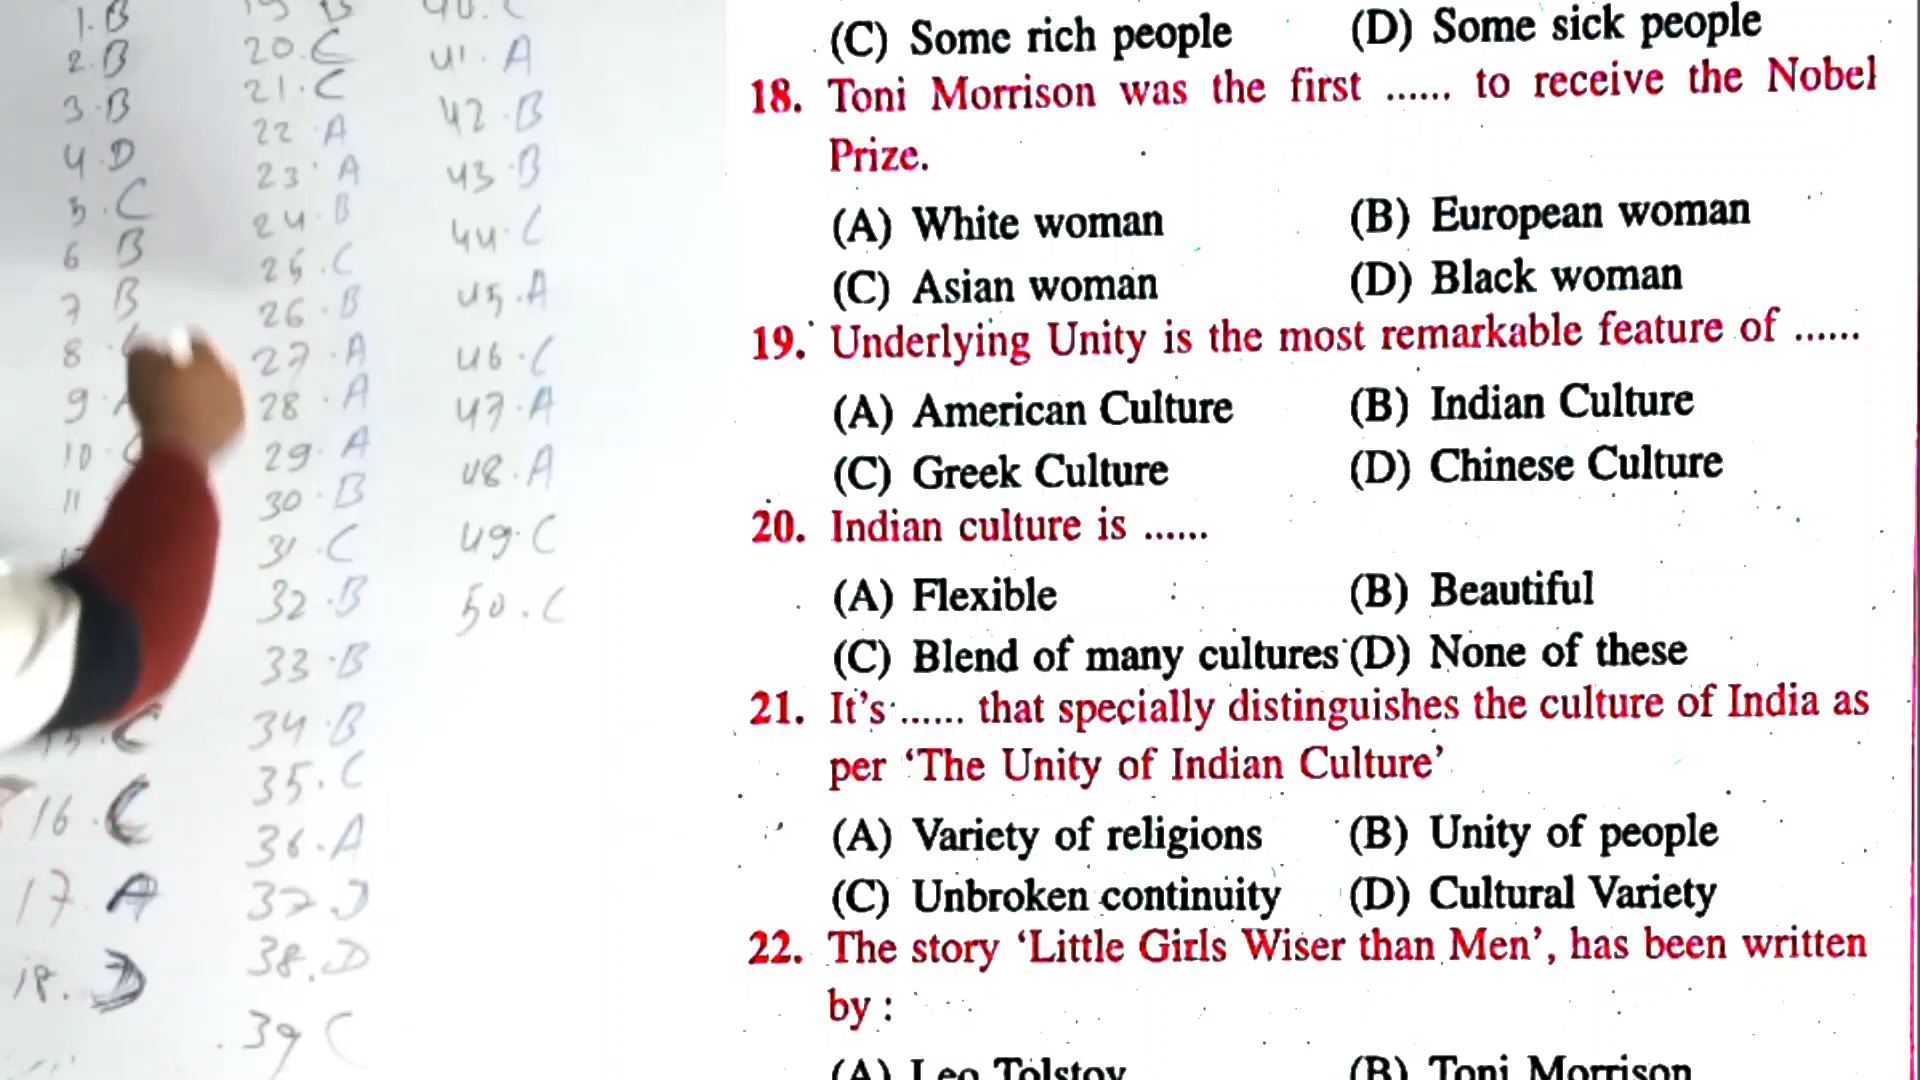 1. B
2. B
3. B
4. D
5. C
6 B
7 B
8
9.
10.
11
16. C
17. A
18. D
19 B
20. C
21. C
22 A
23 A
24. B
25. C
26. B
27. A
28. A
29. A
30. B
31. C
32. B
33. B
34. B
35. C
36. A
37. D
38. D
39 C
40. C
41. A
42. B
43. B
44. C
45. A
46. C
47. A
48. A
49. C
50. C
(C) Some rich people (D) Some sick people
18. Toni Morrison was the first ...... to receive the Nobel
Prize.
(A) White woman (B) European woman
(C) Asian woman (D) Black woman
19. Underlying Unity is the most remarkable feature of ......
(A) American Culture (B) Indian Culture
(C) Greek Culture (D) Chinese Culture
20. Indian culture is ......
(A) Flexible (B) Beautiful
(C) Blend of many cultures (D) None of these
21. It's ...... that specially distinguishes the culture of India as
per 'The Unity of Indian Culture'
(A) Variety of religions (B) Unity of people
(C) Unbroken continuity (D) Cultural Variety
22. The story 'Little Girls Wiser than Men', has been written
by :
(A) Leo Tolstoy (B) Toni Morrison